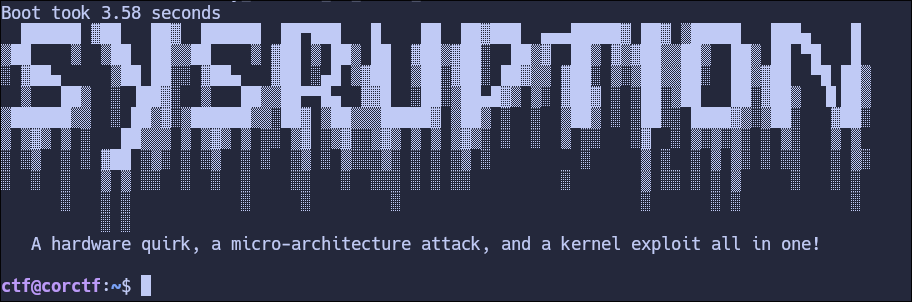 Boot took 3.58 seconds
SYSRUPTION
A hardware quirk, a micro-architecture attack, and a kernel exploit all in one!
ctf@corctf:~$